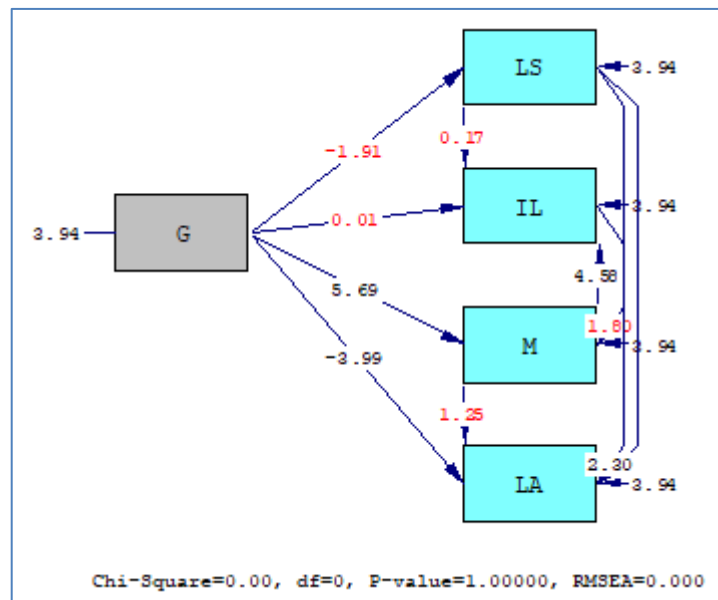 LS
3.94
-1.91
0.17
IL
3.94
3.94
G
0.01
4.58
5.69
1.80
M
3.94
-3.99
1.25
2.30
LA
3.94
Chi-Square=0.00, df=0, P-value=1.00000, RMSEA=0.000